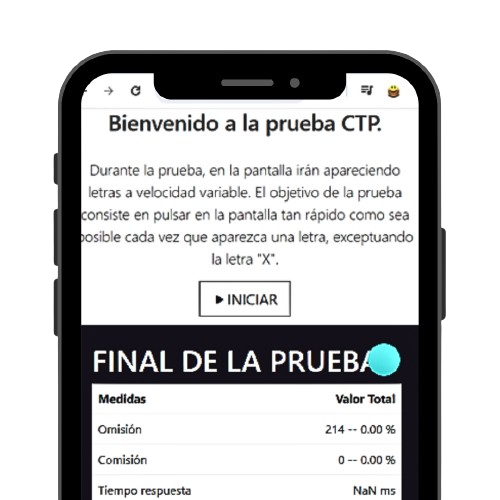 Bienvenido a la prueba CTP.
Durante la prueba, en la pantalla irán apareciendo
letras a velocidad variable. El objetivo de la prueba
consiste en pulsar en la pantalla tan rápido como sea
posible cada vez que aparezca una letra, exceptuando
la letra "X".
INICIAR
FINAL DE LA PRUEBA
Medidas Valor Total
Omisión 214 -- 0.00 %
Comisión 0 -- 0.00 %
Tiempo respuesta NaN ms